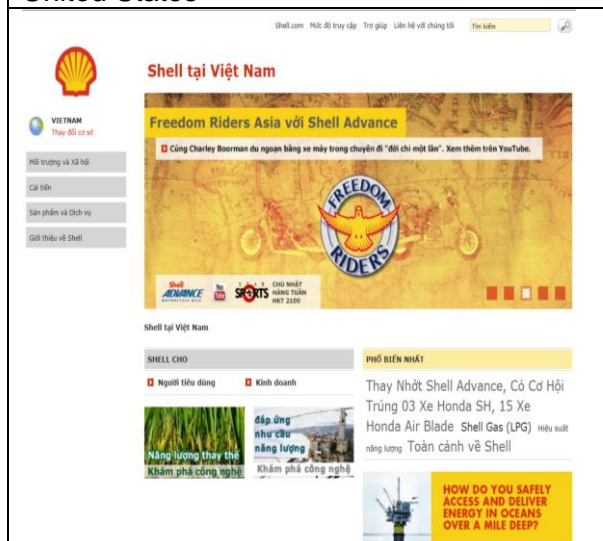 United States
Shell.com Mức độ truy cập Trợ giúp Liên hệ với chúng tôi Tìm kiếm
Shell tại Việt Nam
VIETNAM
Thay đổi cơ sở
Môi trường và Xã hội
Cải tiến
Sản phẩm và Dịch vụ
Giới thiệu về Shell
Freedom Riders Asia với Shell Advance
Cùng Charley Boorman du ngoạn bằng xe máy trong chuyến đi "đời chỉ một lần". Xem thêm trên YouTube.
FREEDOM
RIDERS
Shell
ADVANCE
MOTORCYCLE OILS
You Tube
STAR
SPORTS
CHỦ NHẬT
HÀNG TUẦN
HKT 2100
Shell tại Việt Nam
SHELL CHO
Người tiêu dùng Kinh doanh
Năng lượng thay thế
Khám phá công nghệ
đáp ứng
nhu cầu
năng lượng
Khám phá công nghệ
PHỔ BIẾN NHẤT
Thay Nhớt Shell Advance, Có Cơ Hội
Trúng 03 Xe Honda SH, 15 Xe
Honda Air Blade Shell Gas (LPG) Hiệu suất
năng lượng Toàn cảnh về Shell
HOW DO YOU SAFELY
ACCESS AND DELIVER
ENERGY IN OCEANS
OVER A MILE DEEP?